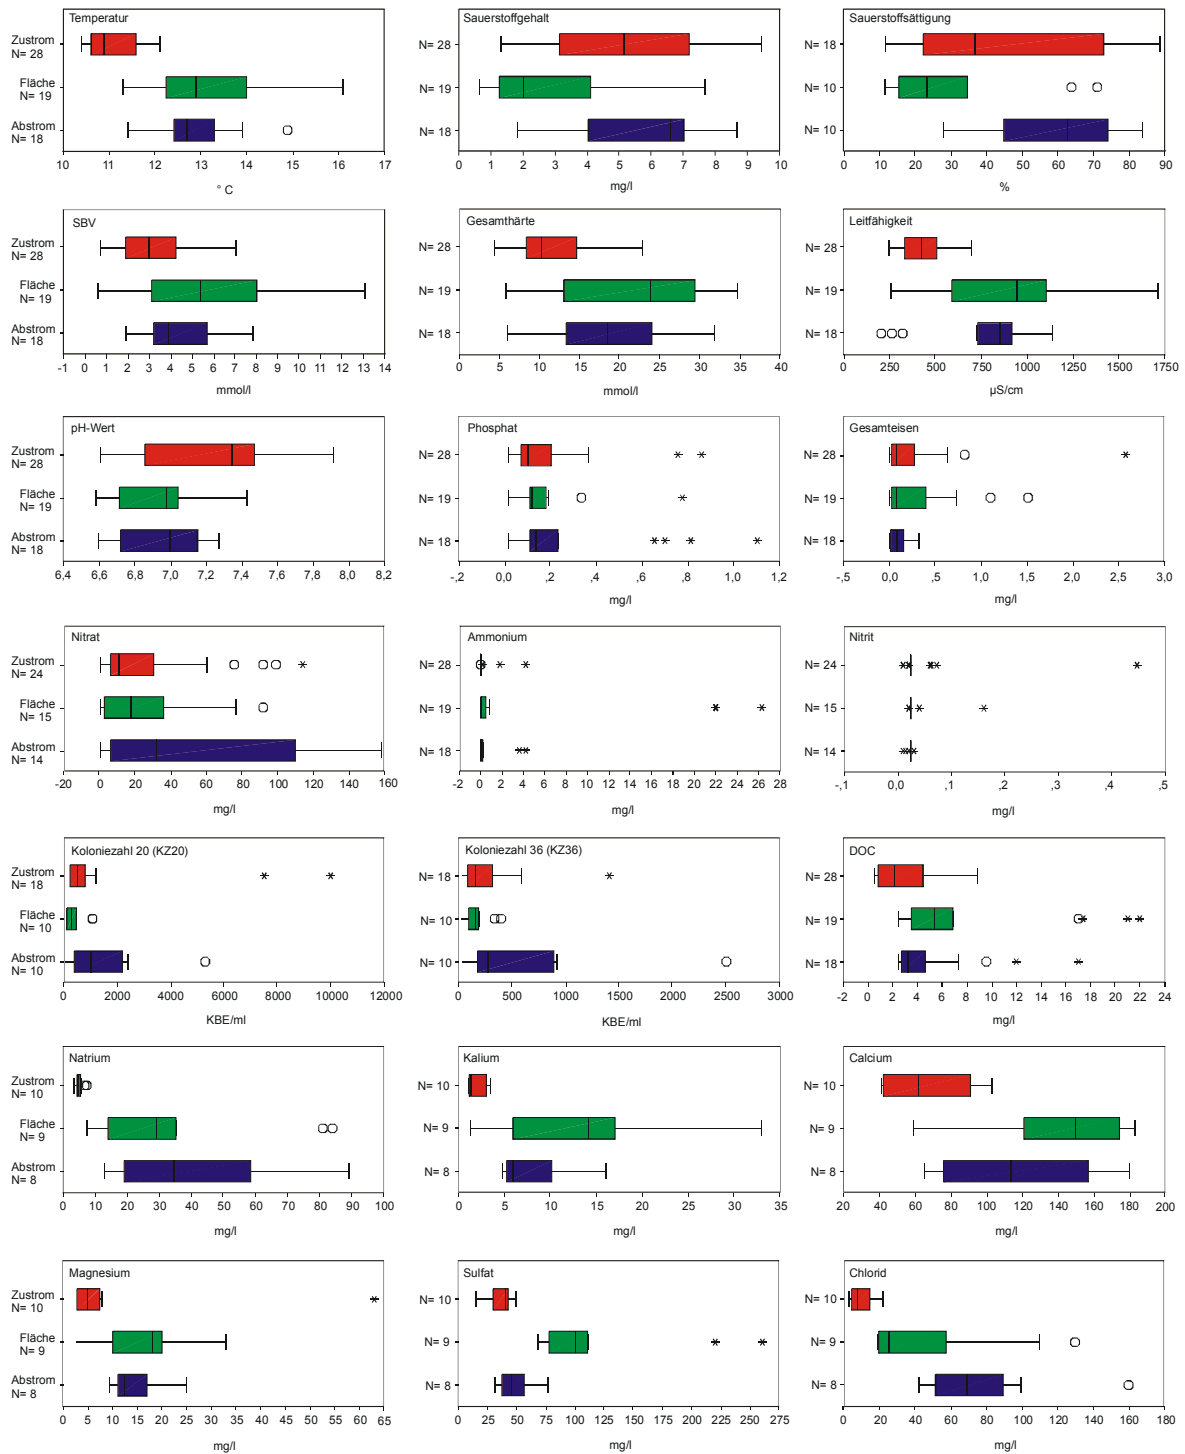 Temperatur
Zustrom
N= 28
Fläche
N= 19
Abstrom
N= 18
10 11 12 13 14 15 16 17
° C
Sauerstoffgehalt
N= 28
N= 19
N= 18
0 1 2 3 4 5 6 7 8 9 10
mg/l
Sauerstoffsättigung
N= 18
N= 10
N= 10
0 10 20 30 40 50 60 70 80 90
%
SBV
Zustrom
N= 28
Fläche
N= 19
Abstrom
N= 18
-1 0 1 2 3 4 5 6 7 8 9 10 11 12 13 14
mmol/l
Gesamthärte
N= 28
N= 19
N= 18
0 5 10 15 20 25 30 35 40
mmol/l
Leitfähigkeit
N= 28
N= 19
N= 18
0 250 500 750 1000 1250 1500 1750
µS/cm
pH-Wert
Zustrom
N= 28
Fläche
N= 19
Abstrom
N= 18
6,4 6,6 6,8 7,0 7,2 7,4 7,6 7,8 8,0 8,2
Phosphat
N= 28
N= 19
N= 18
-,2 0,0 ,2 ,4 ,6 ,8 1,0 1,2
mg/l
Gesamteisen
N= 28
N= 19
N= 18
-,5 0,0 ,5 1,0 1,5 2,0 2,5 3,0
mg/l
Nitrat
Zustrom
N= 24
Fläche
N= 15
Abstrom
N= 14
-20 0 20 40 60 80 100 120 140 160
mg/l
Ammonium
N= 28
N= 19
N= 18
-2 0 2 4 6 8 10 12 14 16 18 20 22 24 26 28
mg/l
Nitrit
N= 24
N= 15
N= 14
-,1 0,0 ,1 ,2 ,3 ,4 ,5
mg/l
Koloniezahl 20 (KZ20)
Zustrom
N= 18
Fläche
N= 10
Abstrom
N= 10
0 2000 4000 6000 8000 10000 12000
KBE/ml
Koloniezahl 36 (KZ36)
N= 18
N= 10
N= 10
0 500 1000 1500 2000 2500 3000
KBE/ml
DOC
N= 28
N= 19
N= 18
-2 0 2 4 6 8 10 12 14 16 18 20 22 24
mg/l
Natrium
Zustrom
N= 10
Fläche
N= 9
Abstrom
N= 8
0 10 20 30 40 50 60 70 80 90 100
mg/l
Kalium
N= 10
N= 9
N= 8
0 5 10 15 20 25 30 35
mg/l
Calcium
N= 10
N= 9
N= 8
20 40 60 80 100 120 140 160 180 200
mg/l
Magnesium
Zustrom
N= 10
Fläche
N= 9
Abstrom
N= 8
0 5 10 15 20 25 30 35 40 45 50 55 60 65
mg/l
Sulfat
N= 10
N= 9
N= 8
0 25 50 75 100 125 150 175 200 225 250 275
mg/l
Chlorid
N= 10
N= 9
N= 8
0 20 40 60 80 100 120 140 160 180
mg/l